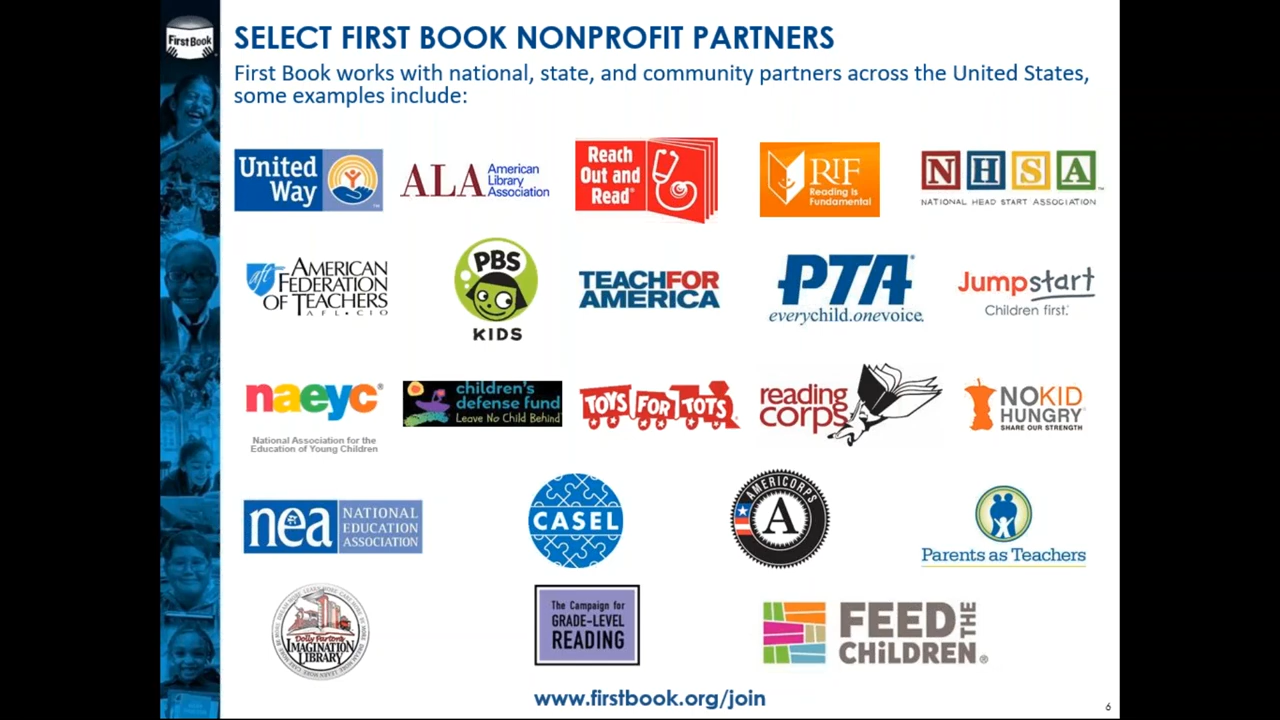 First Book
SELECT FIRST BOOK NONPROFIT PARTNERS
First Book works with national, state, and community partners across the United States,
some examples include:
United
Way
ALA American
Library
Association
Reach
Out and
Read®
RIF
Reading Is
Fundamental
NHSA
NATIONAL HEAD START ASSOCIATION
aft AMERICAN
FEDERATION
OF TEACHERS
AFL•CIO
PBS
KIDS
TEACHFOR
AMERICA
PTA®
everychild.onevoice.
Jumpstart
Children first.
naeyc®
National Association for the
Education of Young Children
children's
defense fund
Leave No Child Behind
TOYS FOR TOTS
reading
corps
NOKID
HUNGRY
SHARE OUR STRENGTH
nea NATIONAL
EDUCATION
ASSOCIATION
CASEL
AMERICORPS
A
Parents as Teachers
Dolly Parton's
IMAGINATION
LIBRARY
The Campaign for
GRADE-LEVEL
READING
FEED THE
CHiLDREN®
www.firstbook.org/join
6